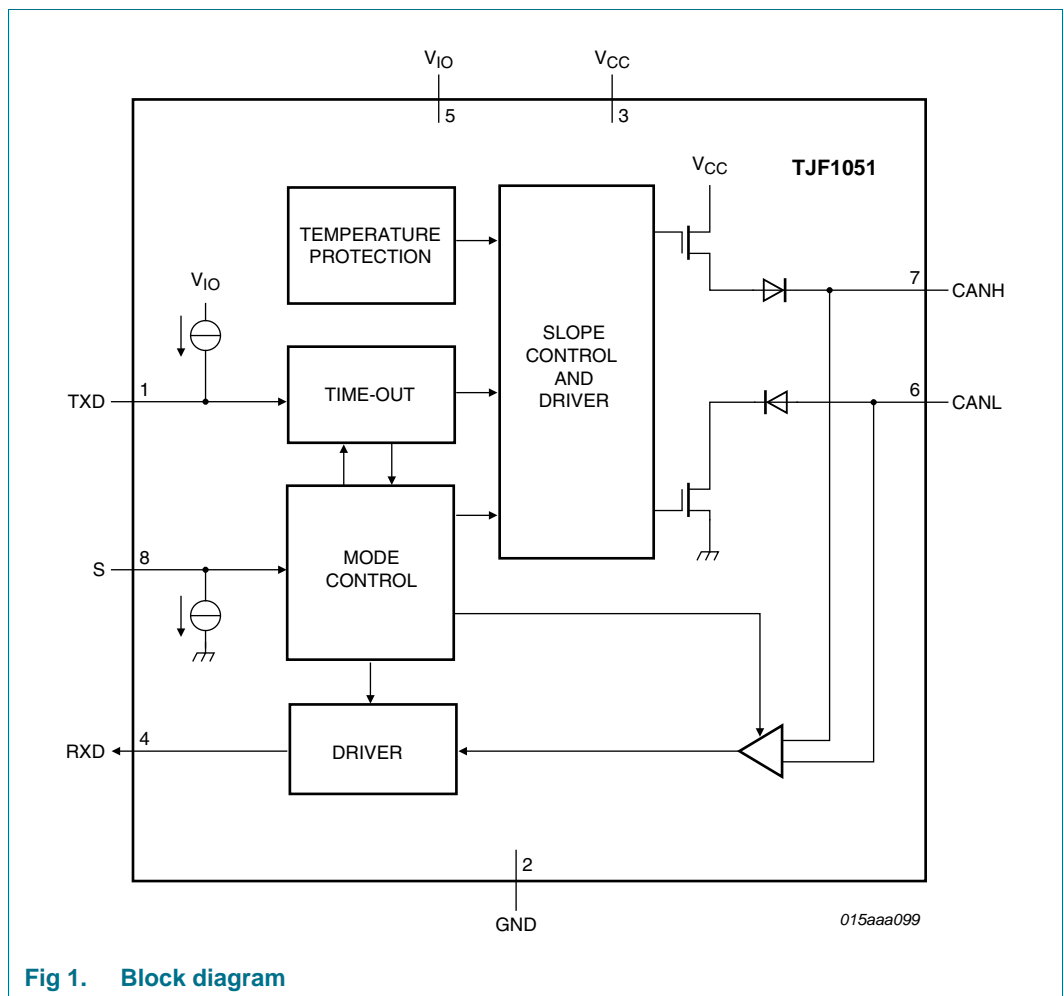 VIO
VCC
5
3
VCC
TJF1051
TEMPERATURE
PROTECTION
VIO
7
CANH
SLOPE
CONTROL
AND
DRIVER
1
TXD
TIME-OUT
6
CANL
8
S
MODE
CONTROL
4
RXD
DRIVER
2
GND
015aaa099
Fig 1. Block diagram